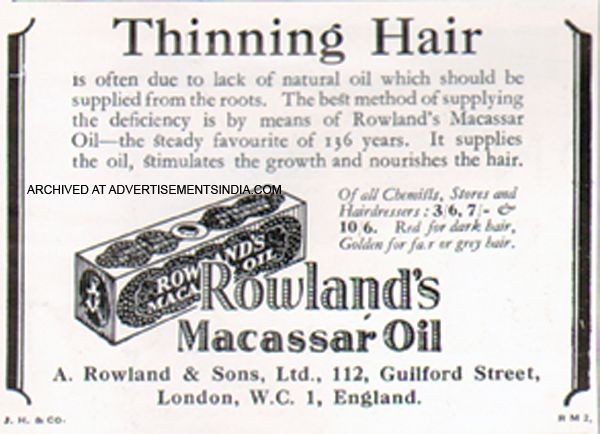 Thinning Hair
is often due to lack of natural oil which should be
supplied from the roots. The best method of supplying
the deficiency is by means of Rowland's Macassar
Oil—the steady favourite of 136 years. It supplies
the oil, stimulates the growth and nourishes the hair.
ARCHIVED AT ADVERTISEMENTSINDIA.COM
Of all Chemists, Stores and
Hairdressers: 3/6, 7/- &
10/6. Red for dark hair,
Golden for fair or grey hair.
ROWLAND'S
MACASSAR OIL
Rowland's
Macassar Oil
A. Rowland & Sons, Ltd., 112, Guilford Street,
London, W.C. 1, England.
J. H. & CO.
R M 2,